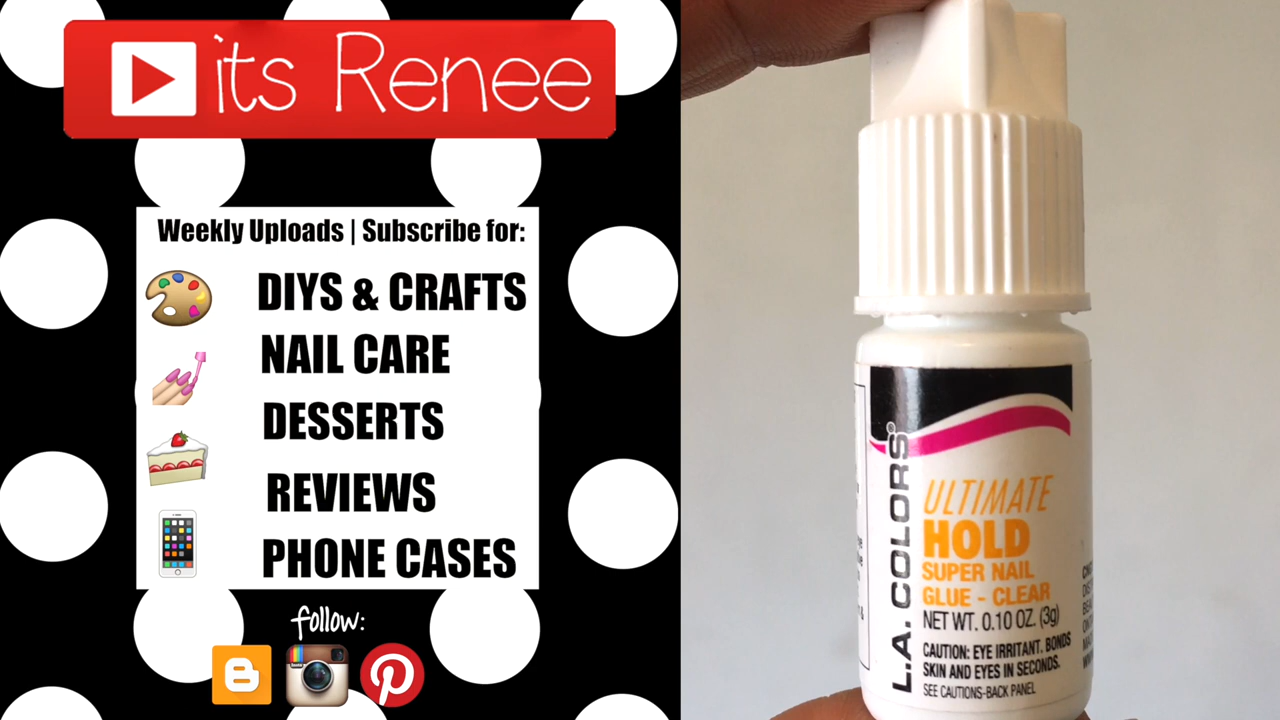 its Renee
Weekly Uploads | Subscribe for:
DIYS & CRAFTS
NAIL CARE
DESSERTS
REVIEWS
PHONE CASES
follow:
L.A. COLORS®
ULTIMATE
HOLD
SUPER NAIL
GLUE - CLEAR
NET WT. 0.10 OZ. (3g)
CAUTION: EYE IRRITANT. BONDS
SKIN AND EYES IN SECONDS.
SEE CAUTIONS-BACK PANEL